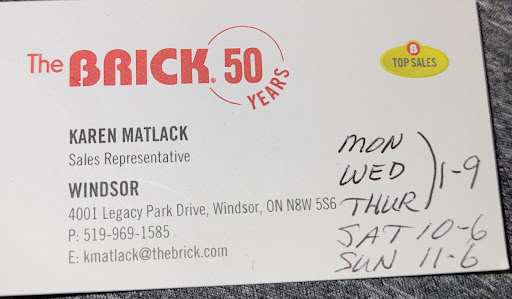 The BRICK® 50 YEARS
B
TOP SALES
KAREN MATLACK
Sales Representative
WINDSOR
4001 Legacy Park Drive, Windsor, ON N8W 5S6
P: 519-969-1585
E: kmatlack@thebrick.com
MON
WED
THUR
1-9
SAT 10-6
SUN 11-6